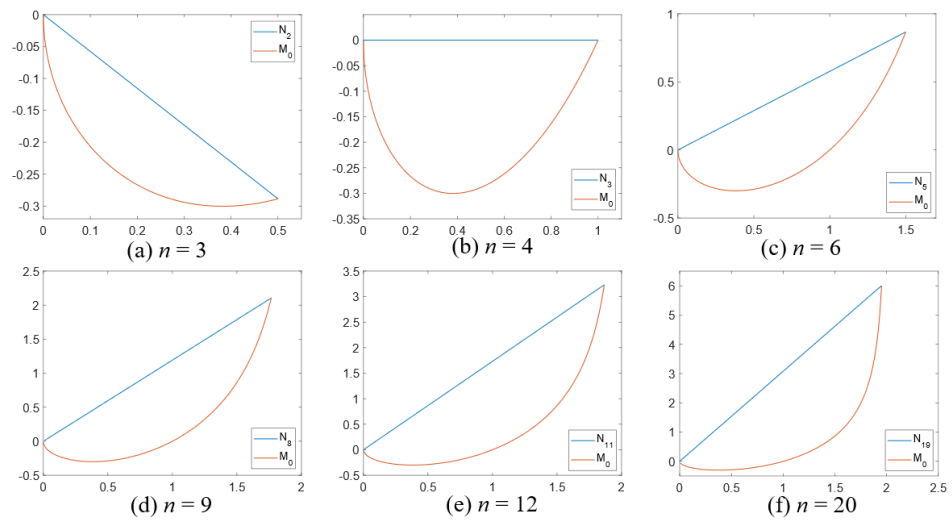 0
-0.05
-0.1
-0.15
-0.2
-0.25
-0.3
0 0.1 0.2 0.3 0.4 0.5
N2
M0
(a) n = 3
0
-0.05
-0.1
-0.15
-0.2
-0.25
-0.3
-0.35
0 0.2 0.4 0.6 0.8 1
N3
M0
(b) n = 4
1
0.5
0
-0.5
0 0.5 1 1.5
N5
M0
(c) n = 6
2.5
2
1.5
1
0.5
0
-0.5
0 0.5 1 1.5 2
N8
M0
(d) n = 9
3.5
3
2.5
2
1.5
1
0.5
0
-0.5
0 0.5 1 1.5 2
N11
M0
(e) n = 12
6
5
4
3
2
1
0
0 0.5 1 1.5 2 2.5
N19
M0
(f) n = 20